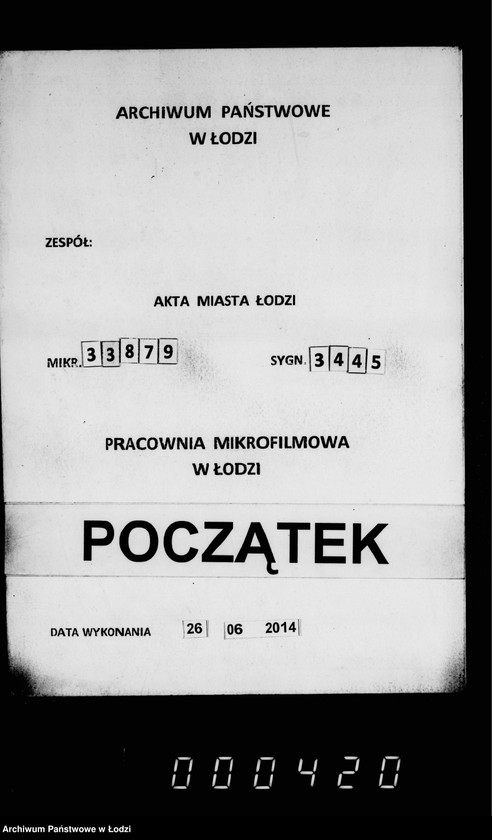 ARCHIWUM PAŃSTWOWE
W ŁODZI
ZESPÓŁ:
AKTA MIASTA ŁODZI
MIKR. 33879 SYGN. 3445
PRACOWNIA MIKROFILMOWA
W ŁODZI
POCZĄTEK
DATA WYKONANIA 26 06 2014
000420
Archiwum Państwowe w Łodzi